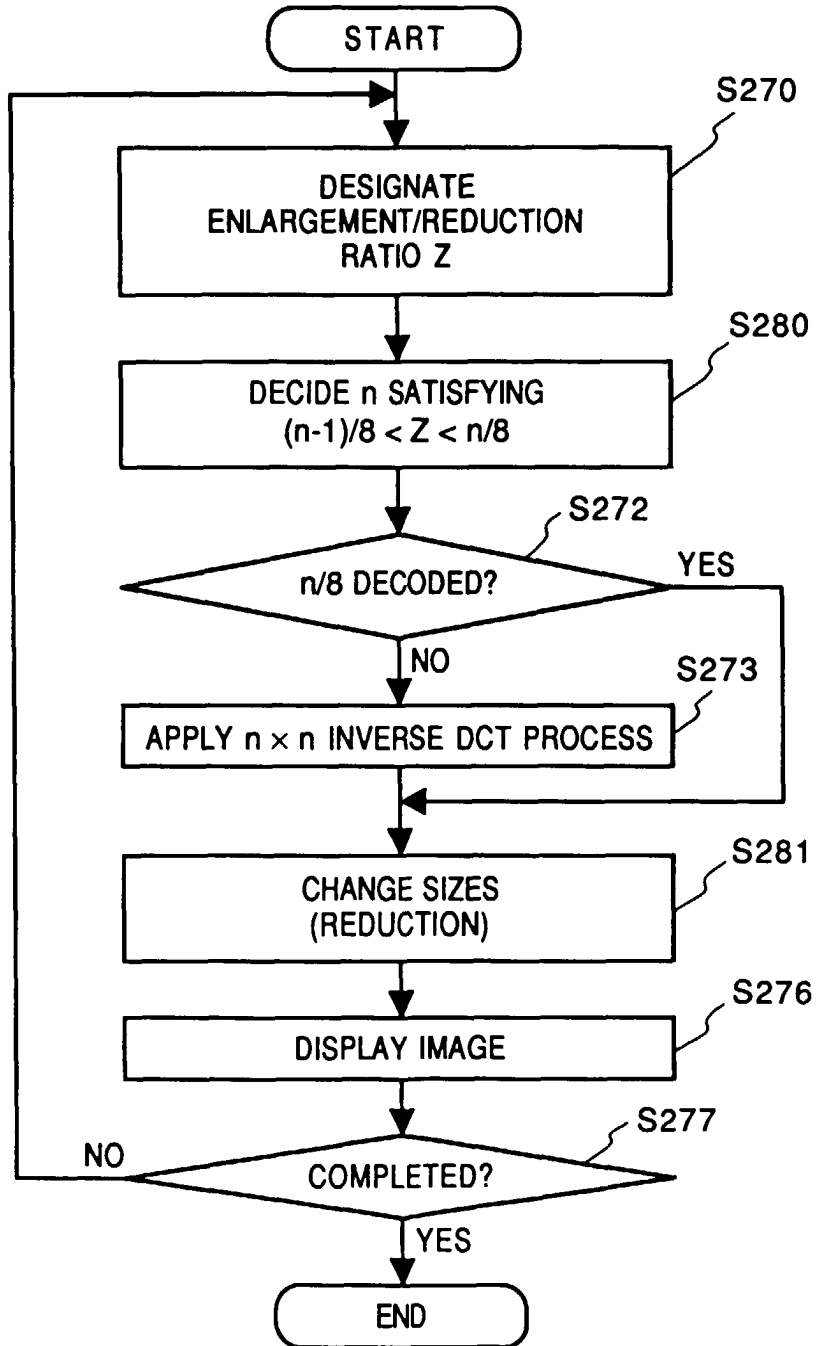 START
S270
DESIGNATE
ENLARGEMENT/REDUCTION
RATIO Z
S280
DECIDE n SATISFYING
(n-1)/8 < Z < n/8
S272
n/8 DECODED?
YES
NO
S273
APPLY n × n INVERSE DCT PROCESS
S281
CHANGE SIZES
(REDUCTION)
S276
DISPLAY IMAGE
S277
NO
COMPLETED?
YES
END